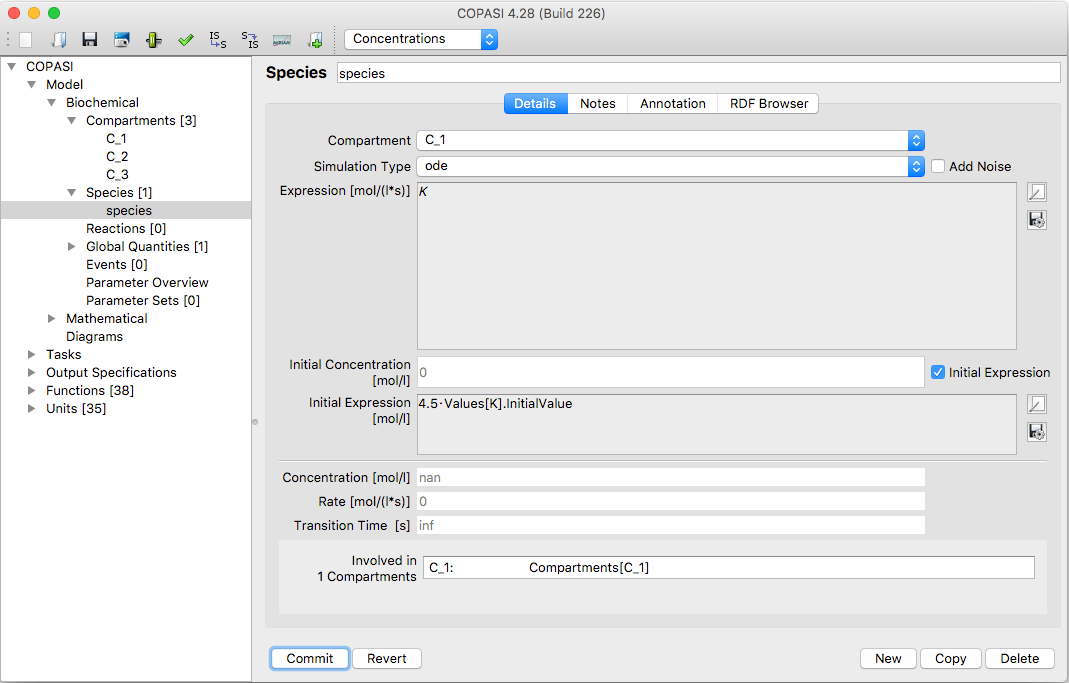 COPASI 4.28 (Build 226)
Concentrations
COPASI
Model
Biochemical
Compartments [3]
C_1
C_2
C_3
Species [1]
species
Reactions [0]
Global Quantities [1]
Events [0]
Parameter Overview
Parameter Sets [0]
Mathematical
Diagrams
Tasks
Output Specifications
Functions [38]
Units [35]
Species species
Details Notes Annotation RDF Browser
Compartment C_1
Simulation Type ode Add Noise
Expression [mol/(l*s)] K
Initial Concentration
[mol/l] 0 Initial Expression
Initial Expression
[mol/l] 4.5·Values[K].InitialValue
Concentration [mol/l] nan
Rate [mol/(l*s)] 0
Transition Time [s] inf
Involved in
1 Compartments C_1: Compartments[C_1]
Commit Revert New Copy Delete